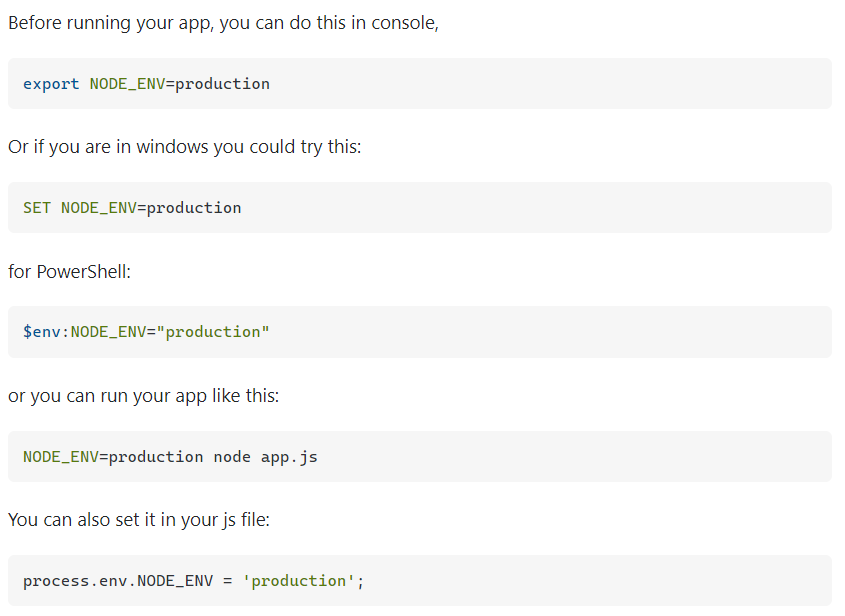 Before running your app, you can do this in console,
export NODE_ENV=production
Or if you are in windows you could try this:
SET NODE_ENV=production
for PowerShell:
$env:NODE_ENV="production"
or you can run your app like this:
NODE_ENV=production node app.js
You can also set it in your js file:
process.env.NODE_ENV = 'production';